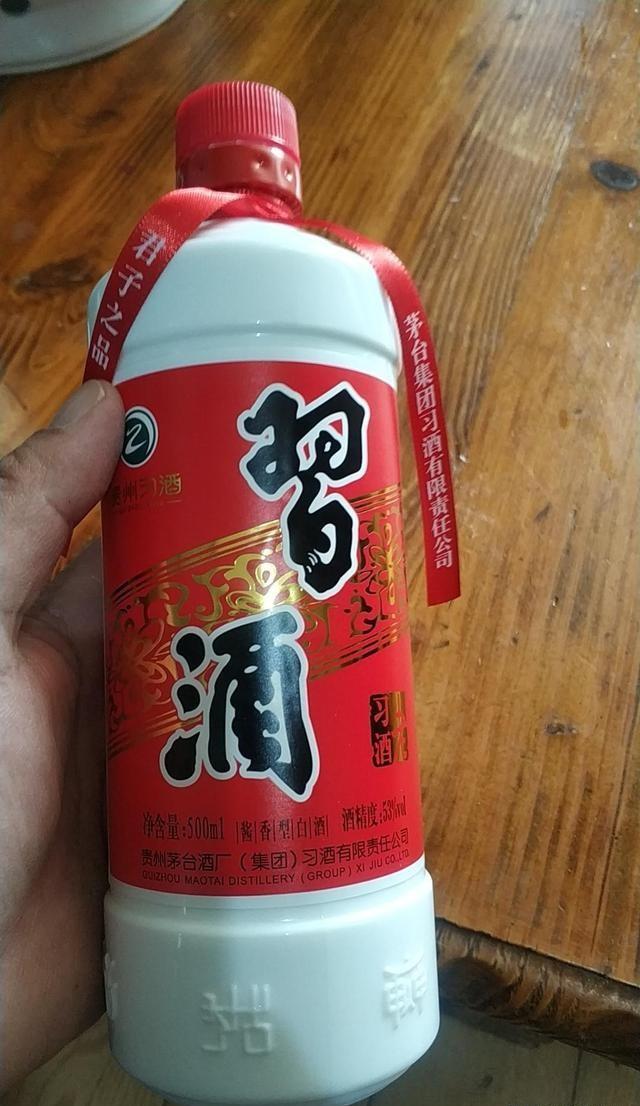 君子之品
茅台集团习酒有限责任公司
州习酒
習酒
习酒
净含量:500ml |酱|香|型|白|酒| 酒精度:53%vol
贵州茅台酒厂（集团）习酒有限责任公司
GUIZHOU MAOTAI DISTILLERY (GROUP) XI JIU CO.,LTD.